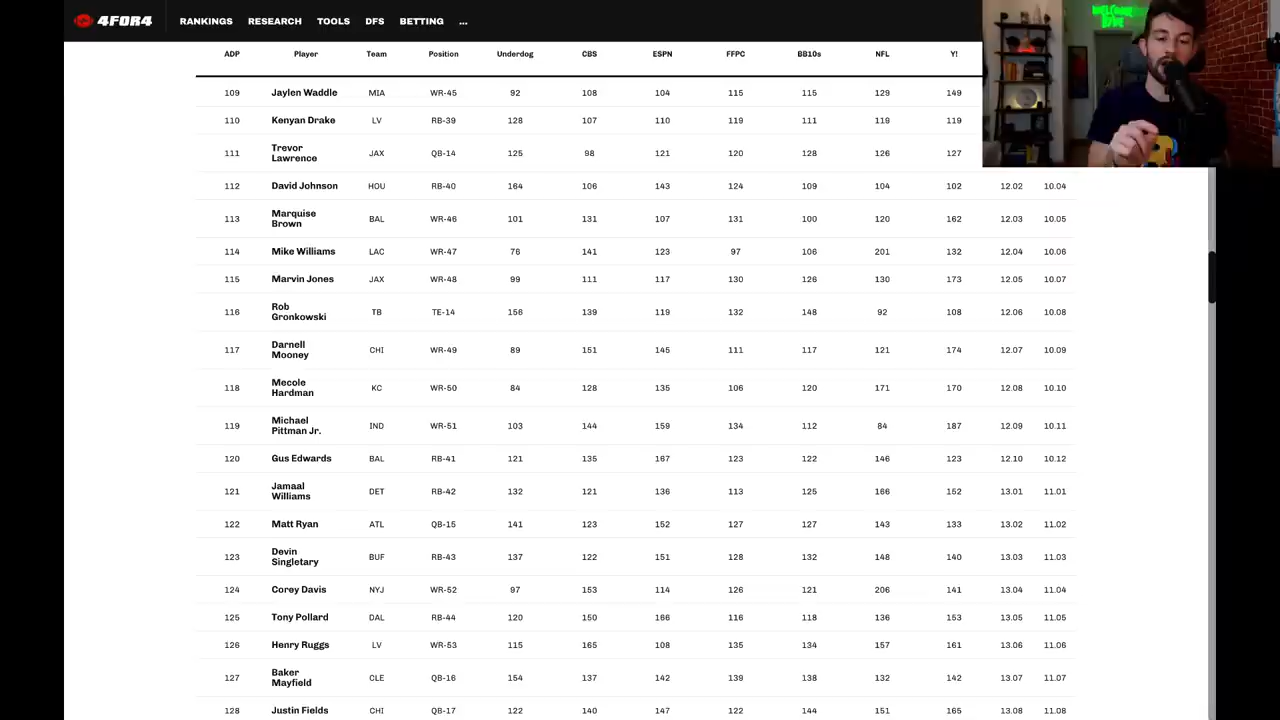 4FOR4 RANKINGS RESEARCH TOOLS DFS BETTING ...
WELCOME
ADP Player Team Position Underdog CBS ESPN FFPC BB10s NFL Y!
109 Jaylen Waddle MIA WR-45 92 108 104 115 115 129 149
110 Kenyan Drake LV RB-39 128 107 110 119 111 119 119
111 Trevor Lawrence JAX QB-14 125 98 121 120 128 126 127
112 David Johnson HOU RB-40 164 106 143 124 109 104 102 12.02 10.04
113 Marquise Brown BAL WR-46 101 131 107 131 100 120 162 12.03 10.05
114 Mike Williams LAC WR-47 76 141 123 97 106 201 132 12.04 10.06
115 Marvin Jones JAX WR-48 99 111 117 130 126 130 173 12.05 10.07
116 Rob Gronkowski TB TE-14 156 139 119 132 148 92 108 12.06 10.08
117 Darnell Mooney CHI WR-49 89 151 145 111 117 121 174 12.07 10.09
118 Mecole Hardman KC WR-50 84 128 135 106 120 171 170 12.08 10.10
119 Michael Pittman Jr. IND WR-51 103 144 159 134 112 84 187 12.09 10.11
120 Gus Edwards BAL RB-41 121 135 167 123 122 146 123 12.10 10.12
121 Jamaal Williams DET RB-42 132 121 136 113 125 166 152 13.01 11.01
122 Matt Ryan ATL QB-15 141 123 152 127 127 143 133 13.02 11.02
123 Devin Singletary BUF RB-43 137 122 151 128 132 148 140 13.03 11.03
124 Corey Davis NYJ WR-52 97 153 114 126 121 206 141 13.04 11.04
125 Tony Pollard DAL RB-44 120 150 166 116 118 136 153 13.05 11.05
126 Henry Ruggs LV WR-53 115 165 108 135 134 157 161 13.06 11.06
127 Baker Mayfield CLE QB-16 154 137 142 139 138 132 142 13.07 11.07
128 Justin Fields CHI QB-17 122 140 147 122 144 151 165 13.08 11.08